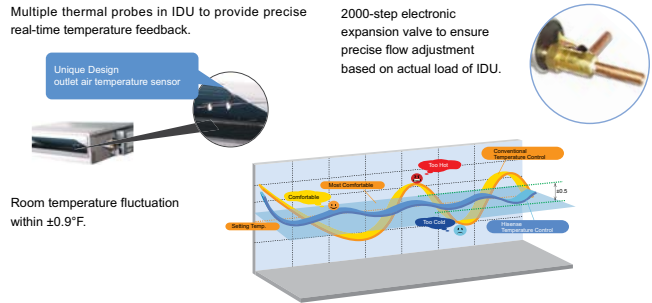 Multiple thermal probes in IDU to provide precise
real-time temperature feedback.
Unique Design
outlet air temperature sensor
2000-step electronic
expansion valve to ensure
precise flow adjustment
based on actual load of IDU.
Room temperature fluctuation
within ±0.9°F.
Conventional
Temperature Control
Too Hot
Most Comfortable
Comfortable
±0.5
Setting Temp.
Too Cold
Hisense
Temperature Control